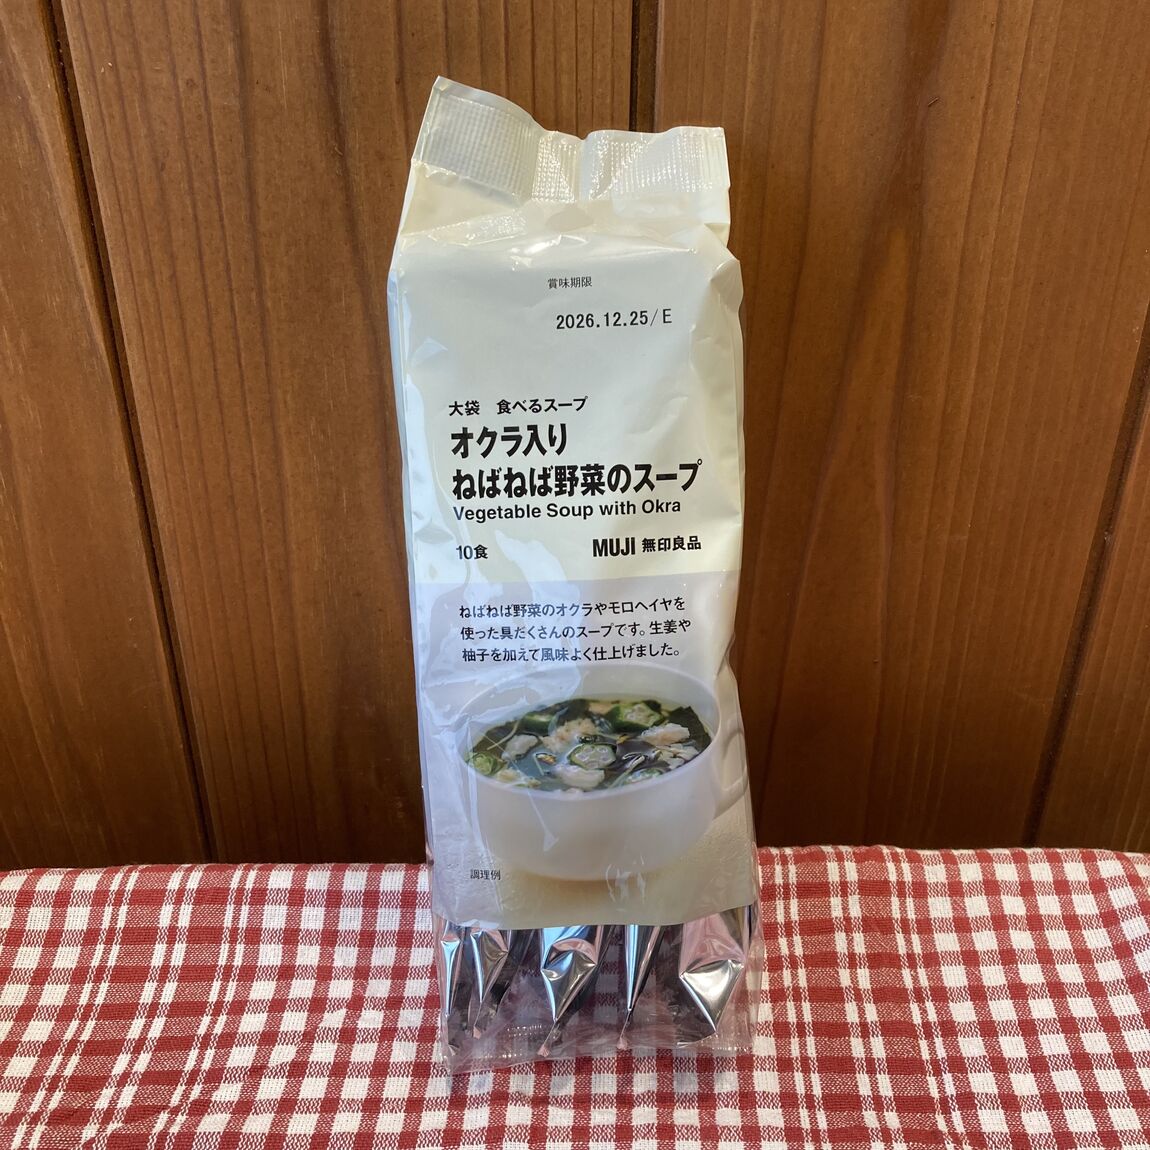 賞味期限
2026.12.25/E
大袋 食べるスープ
オクラ入り
ねばねば野菜のスープ
Vegetable Soup with Okra
10食 MUJI 無印良品
ねばねば野菜のオクラやモロヘイヤを
使った具だくさんのスープです。生姜や
柚子を加えて風味よく仕上げました。
調理例